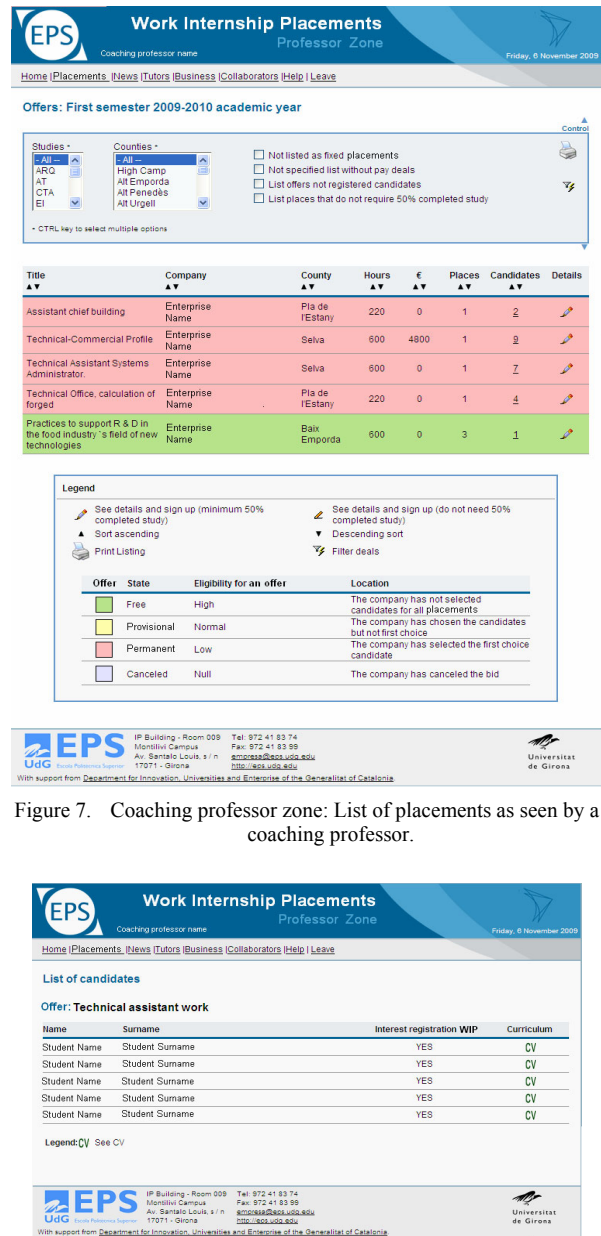 EPS
Work Internship Placements
Professor Zone
Coaching professor name
Friday, 6 November 2009
Home |Placements |News |Tutors |Business |Collaborators |Help | Leave
Offers: First semester 2009-2010 academic year
Control
Studies • Counties •
- All -- - All --
ARQ High Camp
AT Alt Emporda
CTA Alt Penedès
EI Alt Urgell
Not listed as fixed placements
Not specified list without pay deals
List offers not registered candidates
List places that do not require 50% completed study
• CTRL key to select multiple options
Title Company County Hours € Places Candidates Details
▲▼ ▲▼ ▲▼ ▲▼ ▲▼ ▲▼ ▲▼
Assistant chief building Enterprise Name Pla de l'Estany 220 0 1 2
Technical-Commercial Profile Enterprise Name Selva 600 4800 1 9
Technical Assistant Systems Administrator. Enterprise Name Selva 600 0 1 7
Technical Office, calculation of forged Enterprise Name Pla de l'Estany 220 0 1 4
Practices to support R & D in the food industry´s field of new technologies Enterprise Name Baix Emporda 600 0 3 1
Legend
See details and sign up (minimum 50% completed study) See details and sign up (do not need 50% completed study)
▲ Sort ascending ▼ Descending sort
Print Listing Filter deals
Offer State Eligibility for an offer Location
Free High The company has not selected candidates for all placements
Provisional Normal The company has chosen the candidates but not first choice
Permanent Low The company has selected the first choice candidate
Canceled Null The company has canceled the bid
UdG EPS Escola Politècnica Superior
IP Building - Room 009 Tel: 972 41 83 74
Montilivi Campus Fax: 972 41 83 99
Av. Santalo Louis, s / n empresa@eps.udg.edu
17071 - Girona http://eps.udg.edu
Universitat
de Girona
With support from Department for Innovation, Universities and Enterprise of the Generalitat of Catalonia.
Figure 7. Coaching professor zone: List of placements as seen by a
coaching professor.
EPS
Work Internship Placements
Professor Zone
Coaching professor name
Friday, 6 November 2009
Home |Placements |News |Tutors |Business |Collaborators |Help | Leave
List of candidates
Offer: Technical assistant work
Name Surname Interest registration WIP Curriculum
Student Name Student Surname YES CV
Student Name Student Surname YES CV
Student Name Student Surname YES CV
Student Name Student Surname YES CV
Student Name Student Surname YES CV
Legend: CV See CV
UdG EPS Escola Politècnica Superior
IP Building - Room 009 Tel: 972 41 83 74
Montilivi Campus Fax: 972 41 83 99
Av. Santalo Louis, s / n empresa@eps.udg.edu
17071 - Girona http://eps.udg.edu
Universitat
de Girona
With support from Department for Innovation, Universities and Enterprise of the Generalitat of Catalonia.